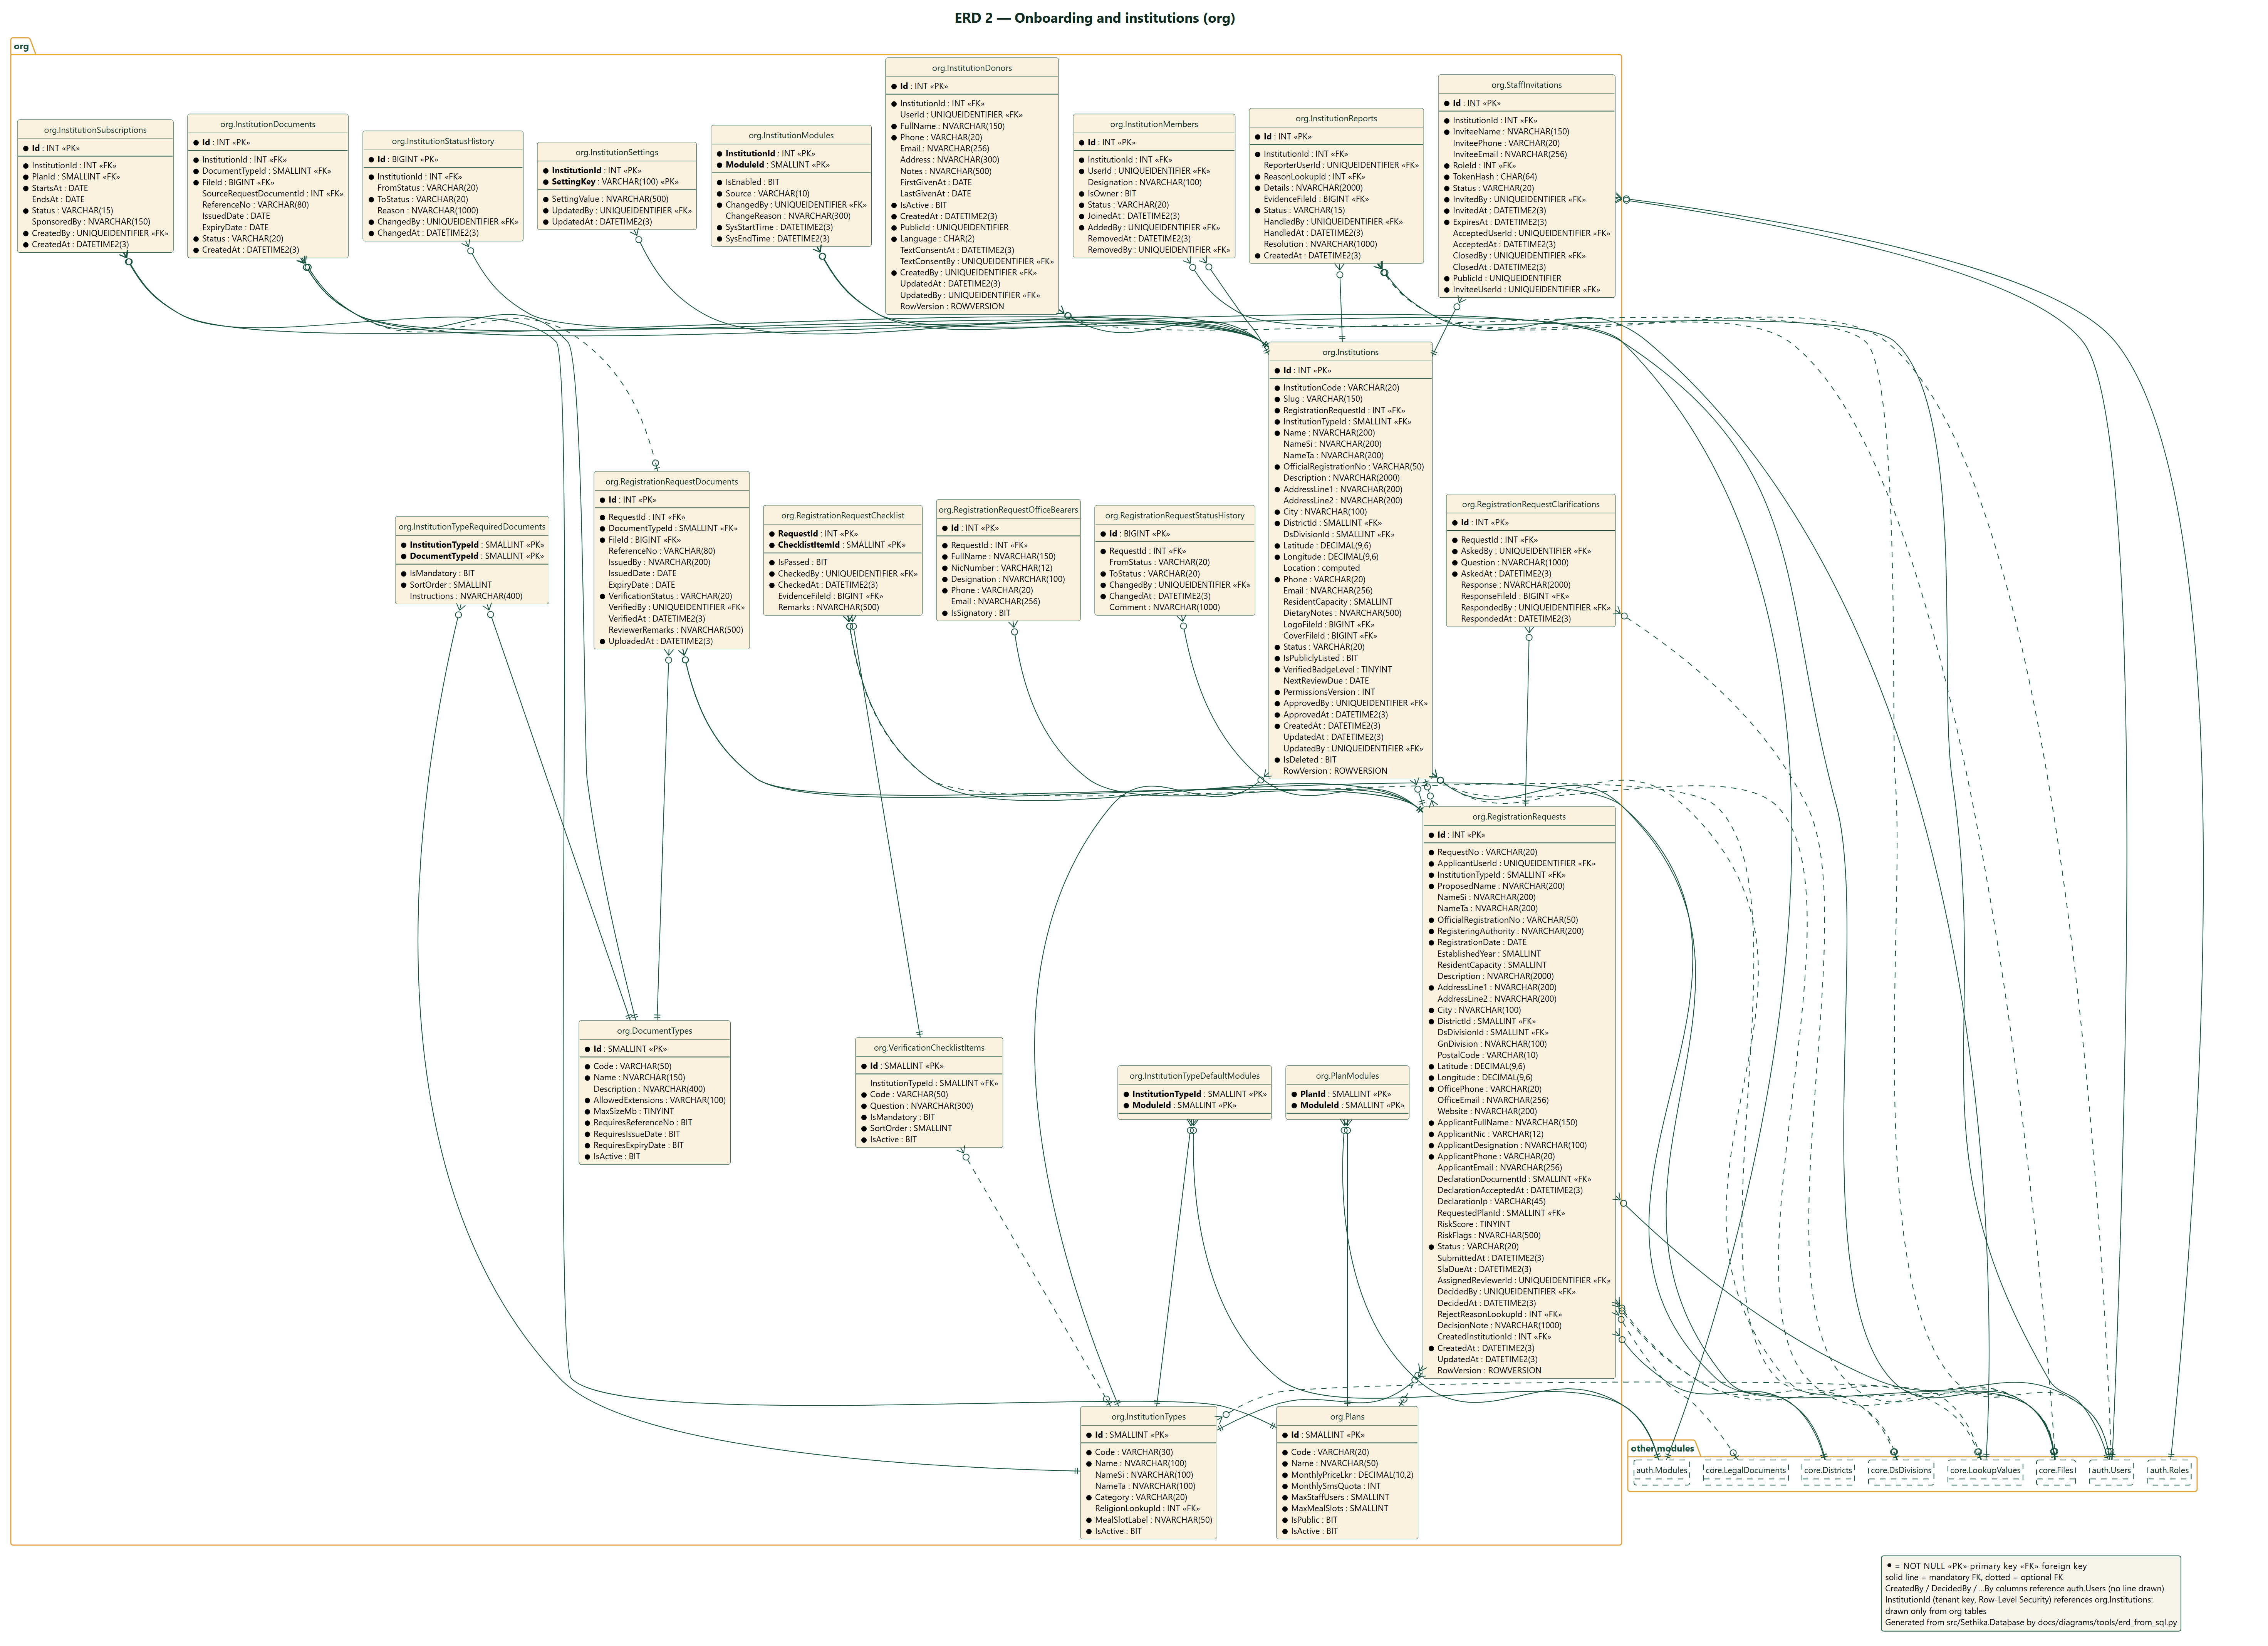 ERD 2 — Onboarding and institutions (org)
org
org.InstitutionSubscriptions
Id : INT «PK»
InstitutionId : INT «FK»
PlanId : SMALLINT «FK»
StartsAt : DATE
EndsAt : DATE
Status : VARCHAR(15)
SponsoredBy : NVARCHAR(150)
CreatedBy : UNIQUEIDENTIFIER «FK»
CreatedAt : DATETIME2(3)
org.InstitutionDocuments
Id : INT «PK»
InstitutionId : INT «FK»
DocumentTypeId : SMALLINT «FK»
FileId : BIGINT «FK»
SourceRequestDocumentId : INT «FK»
ReferenceNo : VARCHAR(80)
IssuedDate : DATE
ExpiryDate : DATE
Status : VARCHAR(20)
CreatedAt : DATETIME2(3)
org.InstitutionStatusHistory
Id : BIGINT «PK»
InstitutionId : INT «FK»
FromStatus : VARCHAR(20)
ToStatus : VARCHAR(20)
Reason : NVARCHAR(1000)
ChangedBy : UNIQUEIDENTIFIER «FK»
ChangedAt : DATETIME2(3)
org.InstitutionSettings
InstitutionId : INT «PK»
SettingKey : VARCHAR(100) «PK»
SettingValue : NVARCHAR(500)
UpdatedBy : UNIQUEIDENTIFIER «FK»
UpdatedAt : DATETIME2(3)
org.InstitutionModules
InstitutionId : INT «PK»
ModuleId : SMALLINT «PK»
IsEnabled : BIT
Source : VARCHAR(10)
ChangedBy : UNIQUEIDENTIFIER «FK»
ChangeReason : NVARCHAR(300)
SysStartTime : DATETIME2(3)
SysEndTime : DATETIME2(3)
org.InstitutionDonors
Id : INT «PK»
InstitutionId : INT «FK»
UserId : UNIQUEIDENTIFIER «FK»
FullName : NVARCHAR(150)
Phone : VARCHAR(20)
Email : NVARCHAR(256)
Address : NVARCHAR(300)
Notes : NVARCHAR(500)
FirstGivenAt : DATE
LastGivenAt : DATE
IsActive : BIT
CreatedAt : DATETIME2(3)
PublicId : UNIQUEIDENTIFIER
Language : CHAR(2)
TextConsentAt : DATETIME2(3)
TextConsentBy : UNIQUEIDENTIFIER «FK»
CreatedBy : UNIQUEIDENTIFIER «FK»
UpdatedAt : DATETIME2(3)
UpdatedBy : UNIQUEIDENTIFIER «FK»
RowVersion : ROWVERSION
org.InstitutionMembers
Id : INT «PK»
InstitutionId : INT «FK»
UserId : UNIQUEIDENTIFIER «FK»
Designation : NVARCHAR(100)
IsOwner : BIT
Status : VARCHAR(20)
JoinedAt : DATETIME2(3)
AddedBy : UNIQUEIDENTIFIER «FK»
RemovedAt : DATETIME2(3)
RemovedBy : UNIQUEIDENTIFIER «FK»
org.InstitutionReports
Id : INT «PK»
InstitutionId : INT «FK»
ReporterUserId : UNIQUEIDENTIFIER «FK»
ReasonLookupId : INT «FK»
Details : NVARCHAR(2000)
EvidenceFileId : BIGINT «FK»
Status : VARCHAR(15)
HandledBy : UNIQUEIDENTIFIER «FK»
HandledAt : DATETIME2(3)
Resolution : NVARCHAR(1000)
CreatedAt : DATETIME2(3)
org.StaffInvitations
Id : INT «PK»
InstitutionId : INT «FK»
InviteeName : NVARCHAR(150)
InviteePhone : VARCHAR(20)
InviteeEmail : NVARCHAR(256)
RoleId : INT «FK»
TokenHash : CHAR(64)
Status : VARCHAR(20)
InvitedBy : UNIQUEIDENTIFIER «FK»
InvitedAt : DATETIME2(3)
ExpiresAt : DATETIME2(3)
AcceptedUserId : UNIQUEIDENTIFIER «FK»
AcceptedAt : DATETIME2(3)
ClosedBy : UNIQUEIDENTIFIER «FK»
ClosedAt : DATETIME2(3)
PublicId : UNIQUEIDENTIFIER
InviteeUserId : UNIQUEIDENTIFIER «FK»
org.Institutions
Id : INT «PK»
InstitutionCode : VARCHAR(20)
Slug : VARCHAR(150)
RegistrationRequestId : INT «FK»
InstitutionTypeId : SMALLINT «FK»
Name : NVARCHAR(200)
NameSi : NVARCHAR(200)
NameTa : NVARCHAR(200)
OfficialRegistrationNo : VARCHAR(50)
Description : NVARCHAR(2000)
AddressLine1 : NVARCHAR(200)
AddressLine2 : NVARCHAR(200)
City : NVARCHAR(100)
DistrictId : SMALLINT «FK»
DsDivisionId : SMALLINT «FK»
Latitude : DECIMAL(9,6)
Longitude : DECIMAL(9,6)
Location : computed
Phone : VARCHAR(20)
Email : NVARCHAR(256)
ResidentCapacity : SMALLINT
DietaryNotes : NVARCHAR(500)
LogoFileId : BIGINT «FK»
CoverFileId : BIGINT «FK»
Status : VARCHAR(20)
IsPubliclyListed : BIT
VerifiedBadgeLevel : TINYINT
NextReviewDue : DATE
PermissionsVersion : INT
ApprovedBy : UNIQUEIDENTIFIER «FK»
ApprovedAt : DATETIME2(3)
CreatedAt : DATETIME2(3)
UpdatedAt : DATETIME2(3)
UpdatedBy : UNIQUEIDENTIFIER «FK»
IsDeleted : BIT
RowVersion : ROWVERSION
org.InstitutionTypeRequiredDocuments
InstitutionTypeId : SMALLINT «PK»
DocumentTypeId : SMALLINT «PK»
IsMandatory : BIT
SortOrder : SMALLINT
Instructions : NVARCHAR(400)
org.RegistrationRequestDocuments
Id : INT «PK»
RequestId : INT «FK»
DocumentTypeId : SMALLINT «FK»
FileId : BIGINT «FK»
ReferenceNo : VARCHAR(80)
IssuedBy : NVARCHAR(200)
IssuedDate : DATE
ExpiryDate : DATE
VerificationStatus : VARCHAR(20)
VerifiedBy : UNIQUEIDENTIFIER «FK»
VerifiedAt : DATETIME2(3)
ReviewerRemarks : NVARCHAR(500)
UploadedAt : DATETIME2(3)
org.RegistrationRequestChecklist
RequestId : INT «PK»
ChecklistItemId : SMALLINT «PK»
IsPassed : BIT
CheckedBy : UNIQUEIDENTIFIER «FK»
CheckedAt : DATETIME2(3)
EvidenceFileId : BIGINT «FK»
Remarks : NVARCHAR(500)
org.RegistrationRequestOfficeBearers
Id : INT «PK»
RequestId : INT «FK»
FullName : NVARCHAR(150)
NicNumber : VARCHAR(12)
Designation : NVARCHAR(100)
Phone : VARCHAR(20)
Email : NVARCHAR(256)
IsSignatory : BIT
org.RegistrationRequestStatusHistory
Id : BIGINT «PK»
RequestId : INT «FK»
FromStatus : VARCHAR(20)
ToStatus : VARCHAR(20)
ChangedBy : UNIQUEIDENTIFIER «FK»
ChangedAt : DATETIME2(3)
Comment : NVARCHAR(1000)
org.RegistrationRequestClarifications
Id : INT «PK»
RequestId : INT «FK»
AskedBy : UNIQUEIDENTIFIER «FK»
Question : NVARCHAR(1000)
AskedAt : DATETIME2(3)
Response : NVARCHAR(2000)
ResponseFileId : BIGINT «FK»
RespondedBy : UNIQUEIDENTIFIER «FK»
RespondedAt : DATETIME2(3)
org.RegistrationRequests
Id : INT «PK»
RequestNo : VARCHAR(20)
ApplicantUserId : UNIQUEIDENTIFIER «FK»
InstitutionTypeId : SMALLINT «FK»
ProposedName : NVARCHAR(200)
NameSi : NVARCHAR(200)
NameTa : NVARCHAR(200)
OfficialRegistrationNo : VARCHAR(50)
RegisteringAuthority : NVARCHAR(200)
RegistrationDate : DATE
EstablishedYear : SMALLINT
ResidentCapacity : SMALLINT
Description : NVARCHAR(2000)
AddressLine1 : NVARCHAR(200)
AddressLine2 : NVARCHAR(200)
City : NVARCHAR(100)
DistrictId : SMALLINT «FK»
DsDivisionId : SMALLINT «FK»
GnDivision : NVARCHAR(100)
PostalCode : VARCHAR(10)
Latitude : DECIMAL(9,6)
Longitude : DECIMAL(9,6)
OfficePhone : VARCHAR(20)
OfficeEmail : NVARCHAR(256)
Website : NVARCHAR(200)
ApplicantFullName : NVARCHAR(150)
ApplicantNic : VARCHAR(12)
ApplicantDesignation : NVARCHAR(100)
ApplicantPhone : VARCHAR(20)
ApplicantEmail : NVARCHAR(256)
DeclarationDocumentId : SMALLINT «FK»
DeclarationAcceptedAt : DATETIME2(3)
DeclarationIp : VARCHAR(45)
RequestedPlanId : SMALLINT «FK»
RiskScore : TINYINT
RiskFlags : NVARCHAR(500)
Status : VARCHAR(20)
SubmittedAt : DATETIME2(3)
SlaDueAt : DATETIME2(3)
AssignedReviewerId : UNIQUEIDENTIFIER «FK»
DecidedBy : UNIQUEIDENTIFIER «FK»
DecidedAt : DATETIME2(3)
RejectReasonLookupId : INT «FK»
DecisionNote : NVARCHAR(1000)
CreatedInstitutionId : INT «FK»
CreatedAt : DATETIME2(3)
UpdatedAt : DATETIME2(3)
RowVersion : ROWVERSION
org.DocumentTypes
Id : SMALLINT «PK»
Code : VARCHAR(50)
Name : NVARCHAR(150)
Description : NVARCHAR(400)
AllowedExtensions : VARCHAR(100)
MaxSizeMb : TINYINT
RequiresReferenceNo : BIT
RequiresIssueDate : BIT
RequiresExpiryDate : BIT
IsActive : BIT
org.VerificationChecklistItems
Id : SMALLINT «PK»
InstitutionTypeId : SMALLINT «FK»
Code : VARCHAR(50)
Question : NVARCHAR(300)
IsMandatory : BIT
SortOrder : SMALLINT
IsActive : BIT
org.InstitutionTypeDefaultModules
InstitutionTypeId : SMALLINT «PK»
ModuleId : SMALLINT «PK»
org.PlanModules
PlanId : SMALLINT «PK»
ModuleId : SMALLINT «PK»
org.InstitutionTypes
Id : SMALLINT «PK»
Code : VARCHAR(30)
Name : NVARCHAR(100)
NameSi : NVARCHAR(100)
NameTa : NVARCHAR(100)
Category : VARCHAR(20)
ReligionLookupId : INT «FK»
MealSlotLabel : NVARCHAR(50)
IsActive : BIT
org.Plans
Id : SMALLINT «PK»
Code : VARCHAR(20)
Name : NVARCHAR(50)
MonthlyPriceLkr : DECIMAL(10,2)
MonthlySmsQuota : INT
MaxStaffUsers : SMALLINT
MaxMealSlots : SMALLINT
IsPublic : BIT
IsActive : BIT
other modules
auth.Modules
core.LegalDocuments
core.Districts
core.DsDivisions
core.LookupValues
core.Files
auth.Users
auth.Roles
● = NOT NULL «PK» primary key «FK» foreign key
solid line = mandatory FK, dotted = optional FK
CreatedBy / DecidedBy / ...By columns reference auth.Users (no line drawn)
InstitutionId (tenant key, Row-Level Security) references org.Institutions:
drawn only from org tables
Generated from src/Sethika.Database by docs/diagrams/tools/erd_from_sql.py